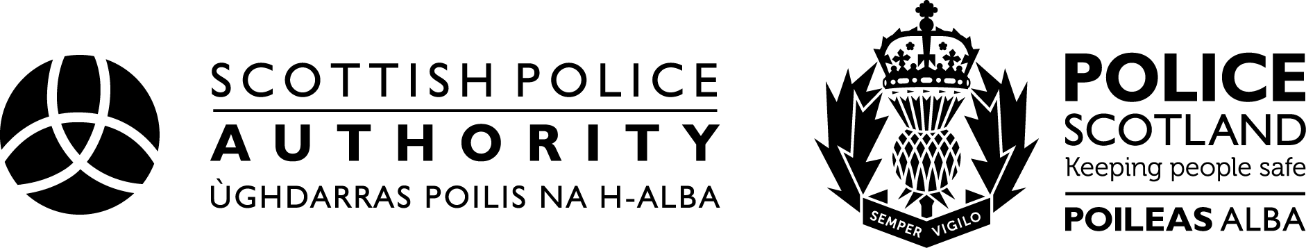 SCOTTISH POLICE
AUTHORITY
ÙGHDARRAS POILIS NA H-ALBA
SEMPER VIGILO
POLICE
SCOTLAND
Keeping people safe
POILEAS ALBA